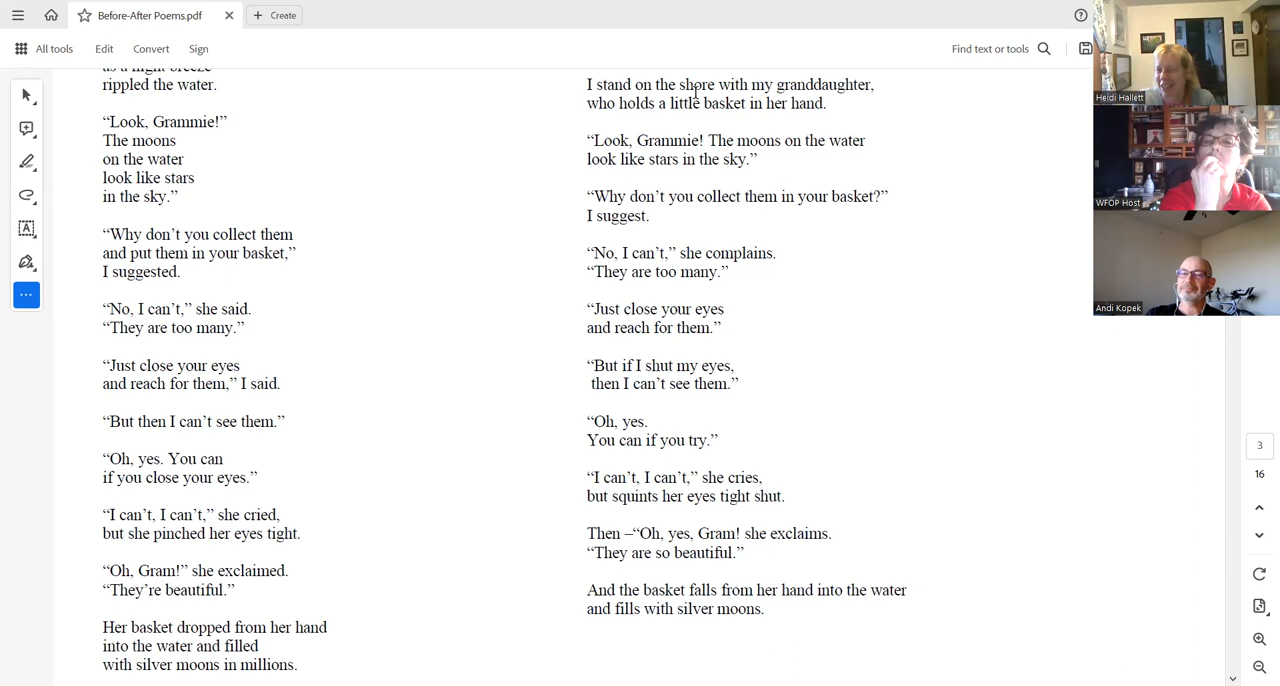 Before-After Poems.pdf
Create
All tools
Edit
Convert
Sign
Find text or tools
as a night breeze
rippled the water.
“Look, Grammie!”
The moons
on the water
look like stars
in the sky.”
“Why don’t you collect them
and put them in your basket,”
I suggested.
“No, I can’t,” she said.
“They are too many.”
“Just close your eyes
and reach for them,” I said.
“But then I can’t see them.”
“Oh, yes. You can
if you close your eyes.”
“I can’t, I can’t,” she cried,
but she pinched her eyes tight.
“Oh, Gram!” she exclaimed.
“They’re beautiful.”
Her basket dropped from her hand
into the water and filled
with silver moons in millions.
I stand on the shore with my granddaughter,
who holds a little basket in her hand.
“Look, Grammie! The moons on the water
look like stars in the sky.”
“Why don’t you collect them in your basket?”
I suggest.
“No, I can’t,” she complains.
“They are too many.”
“Just close your eyes
and reach for them.”
“But if I shut my eyes,
then I can’t see them.”
“Oh, yes.
You can if you try.”
“I can’t, I can’t,” she cries,
but squints her eyes tight shut.
Then –“Oh, yes, Gram! she exclaims.
“They are so beautiful.”
And the basket falls from her hand into the water
and fills with silver moons.
Heidi Hallett
WFOP Host
Andi Kopek
3
16